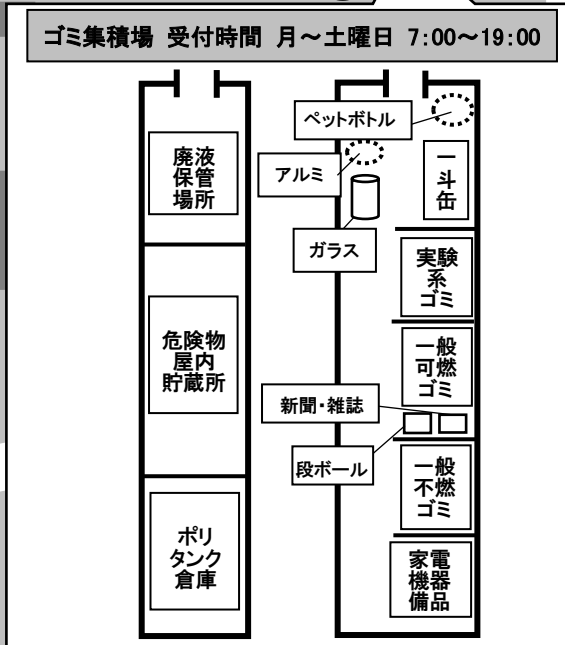 ゴミ集積場 受付時間 月～土曜日 7:00～19:00
廃液
保管
場所
危険物
屋内
貯蔵所
ポリ
タンク
倉庫
ペットボトル
アルミ
ガラス
一
斗
缶
実験
系
ゴミ
一般
可燃
ゴミ
新聞・雑誌
段ボール
一般
不燃
ゴミ
家電
機器
備品